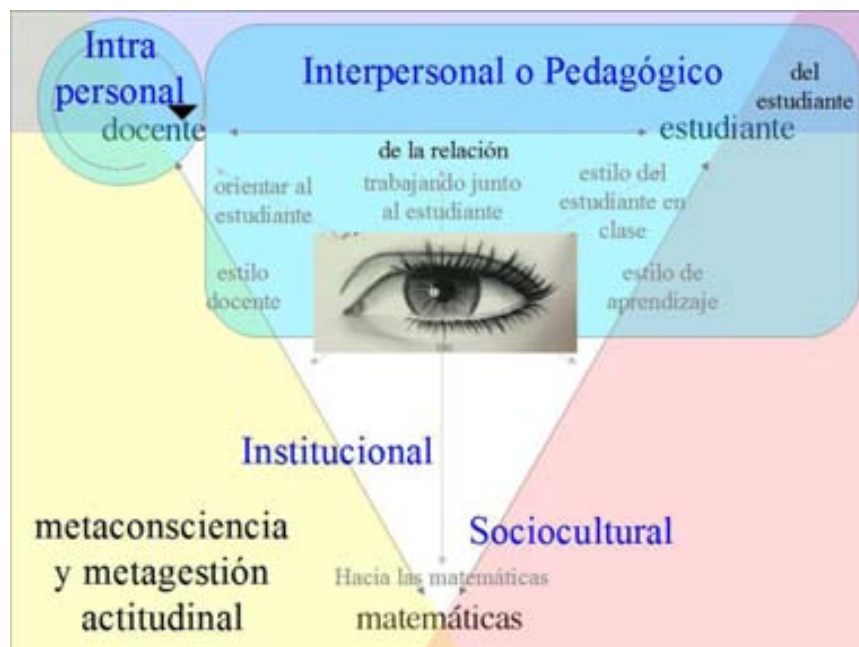 Intra
personal
docente
Interpersonal o Pedagógico
del
estudiante
estudiante
de la relación
orientar al
estudiante
trabajando junto
al estudiante
estilo del
estudiante en
clase
estilo
docente
estilo de
aprendizaje
Institucional
Sociocultural
metaconsciencia
y metagestión
actitudinal
Hacia las matemáticas
matemáticas